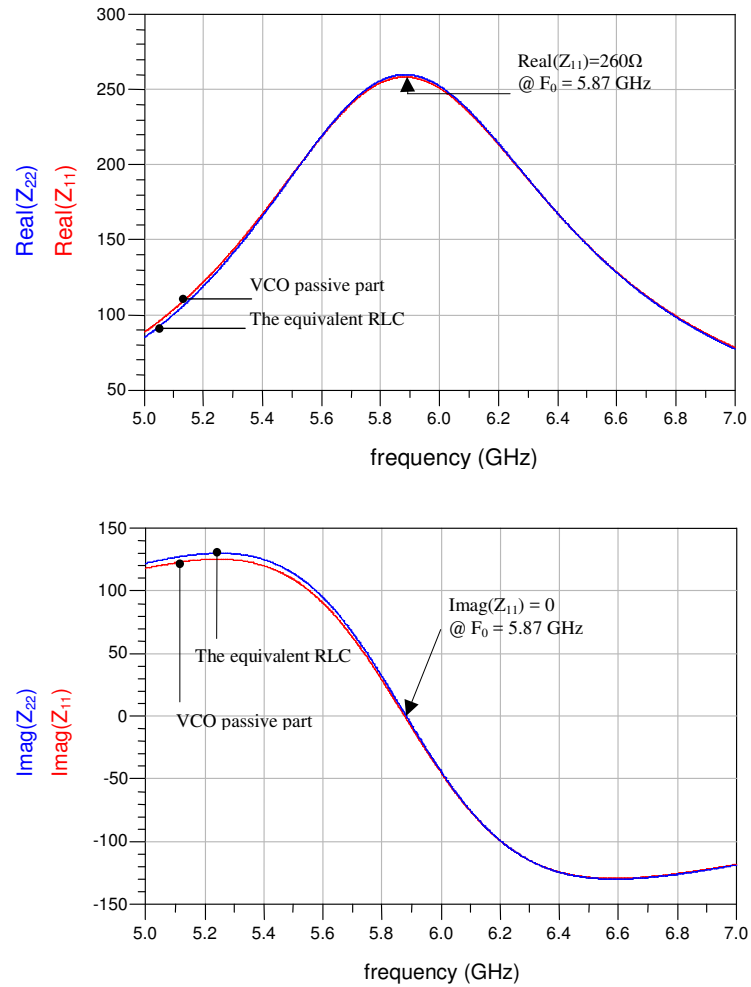 300
250
200
150
100
50
Real(Z22)
Real(Z11)
Real(Z11)=260Ω
@ F0 = 5.87 GHz
VCO passive part
The equivalent RLC
5.0 5.2 5.4 5.6 5.8 6.0 6.2 6.4 6.6 6.8 7.0
frequency (GHz)
150
100
50
0
-50
-100
-150
Imag(Z22)
Imag(Z11)
Imag(Z11) = 0
@ F0 = 5.87 GHz
The equivalent RLC
VCO passive part
5.0 5.2 5.4 5.6 5.8 6.0 6.2 6.4 6.6 6.8 7.0
frequency (GHz)